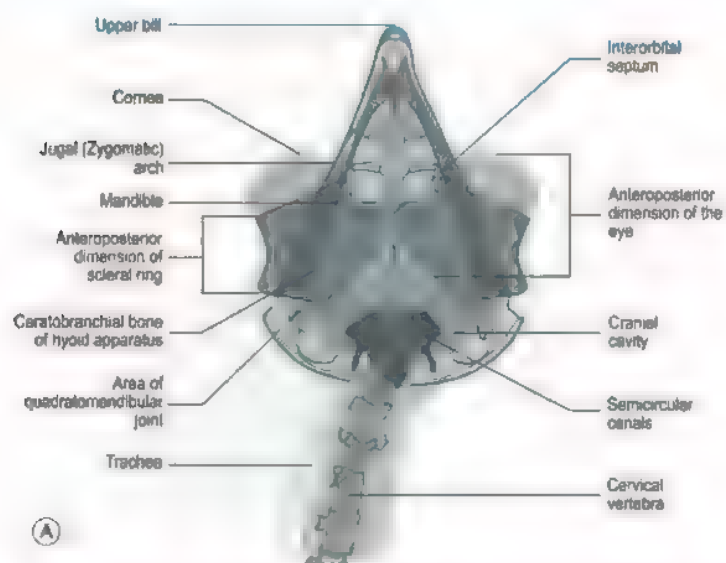 Upper bill
Cornea
Jugal (Zygomatic)
arch
Mandible
Anteroposterior
dimension of
scleral ring
Ceratobranchial bone
of hyoid apparatus
Area of
quadratomandibular
joint
Trachea
Interorbital
septum
Anteroposterior
dimension of the
eye
Cranial
cavity
Semicircular
canals
Cervical
vertebra
A